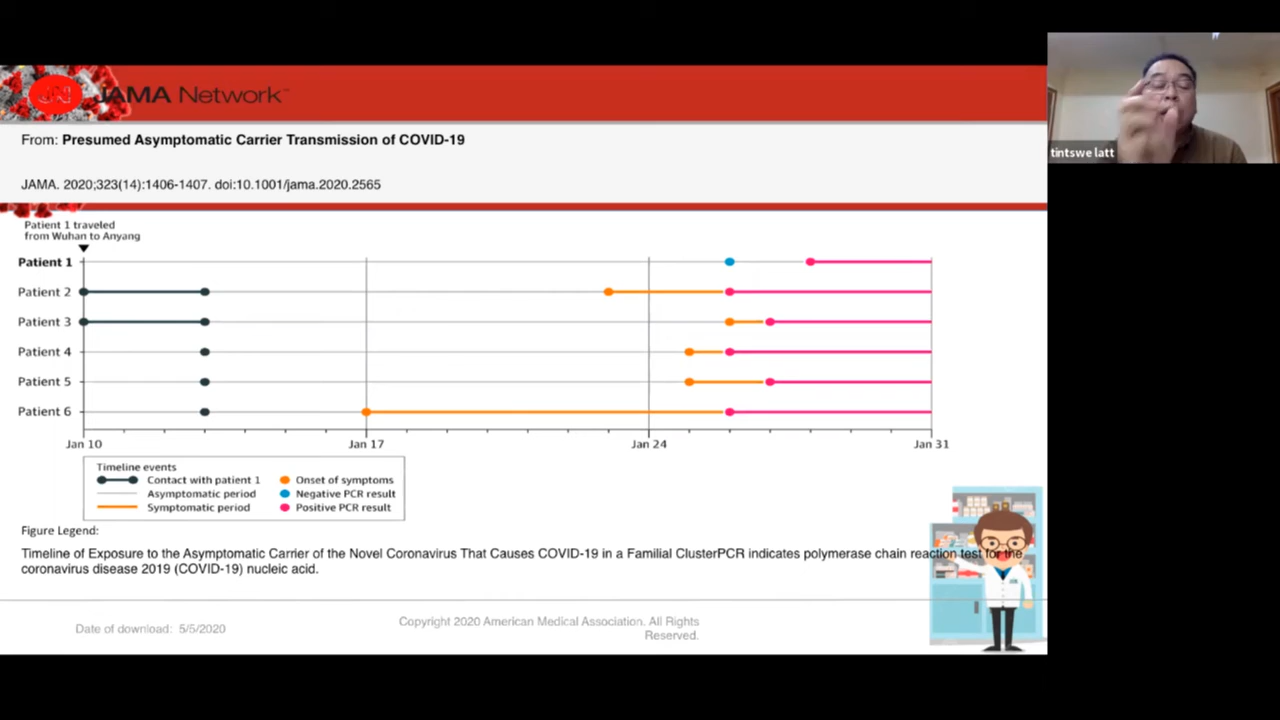 JAMA Network™
From: Presumed Asymptomatic Carrier Transmission of COVID-19
tintswe latt
JAMA. 2020;323(14):1406-1407. doi:10.1001/jama.2020.2565
Patient 1 traveled
from Wuhan to Anyang
Patient 1
Patient 2
Patient 3
Patient 4
Patient 5
Patient 6
Jan 10 Jan 17 Jan 24 Jan 31
Timeline events
Contact with patient 1 Onset of symptoms
Asymptomatic period Negative PCR result
Symptomatic period Positive PCR result
Figure Legend:
Timeline of Exposure to the Asymptomatic Carrier of the Novel Coronavirus That Causes COVID-19 in a Familial ClusterPCR indicates polymerase chain reaction test for the
coronavirus disease 2019 (COVID-19) nucleic acid.
Date of download: 5/5/2020
Copyright 2020 American Medical Association. All Rights
Reserved.